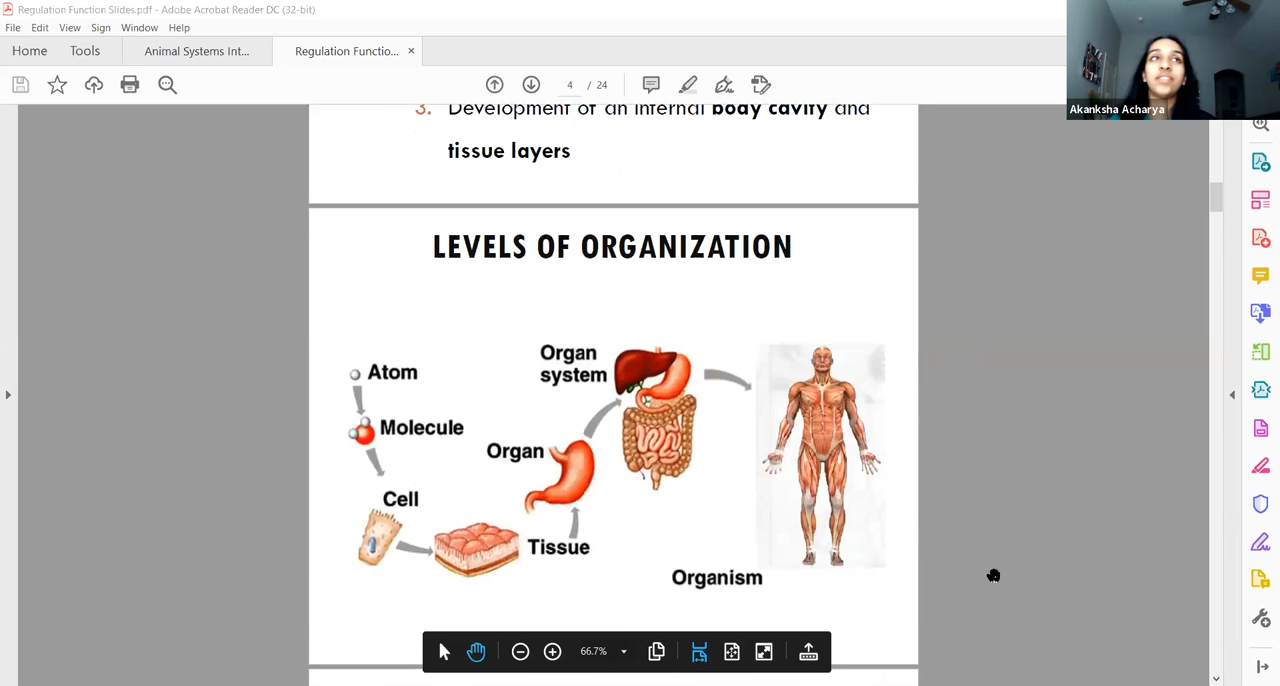 Regulation Function Slides.pdf - Adobe Acrobat Reader DC (32-bit)
File Edit View Sign Window Help
Home Tools Animal Systems Int... Regulation Functio... ×
4 / 24
Akanksha Acharya
3. Development of an internal body cavity and
tissue layers
LEVELS OF ORGANIZATION
Atom
Molecule
Cell
Tissue
Organ
Organ
system
Organism
66.7%